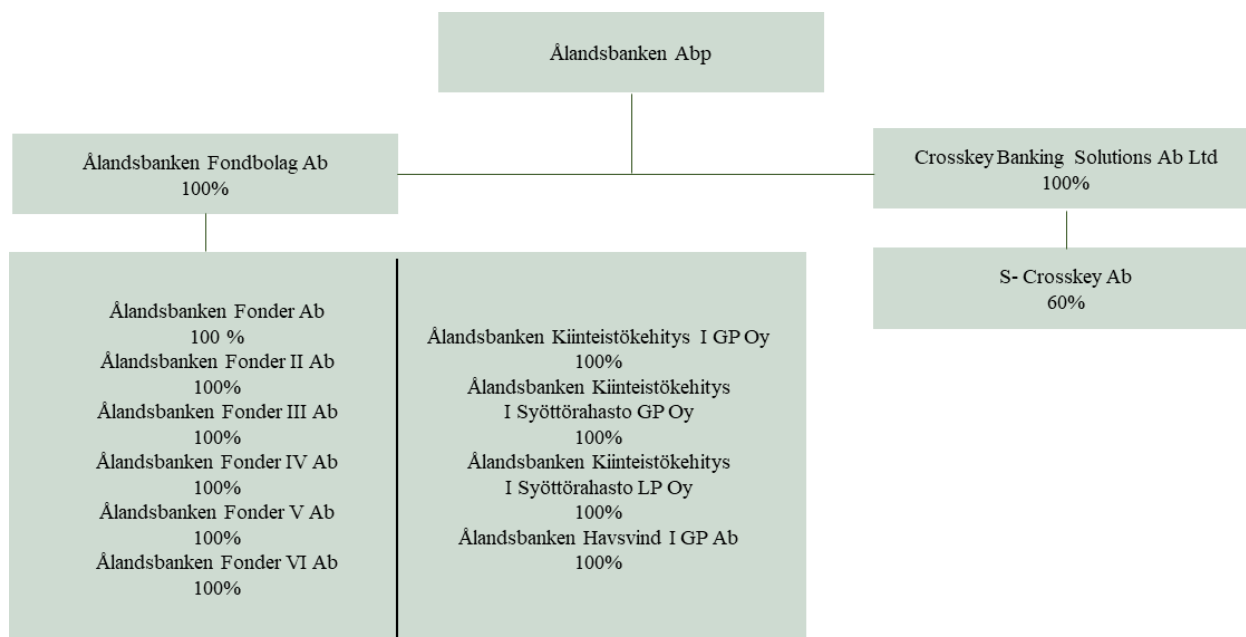 Ålandsbanken Abp
Ålandsbanken Fondbolag Ab
100%
Crosskey Banking Solutions Ab Ltd
100%
S- Crosskey Ab
60%
Ålandsbanken Fonder Ab
100 %
Ålandsbanken Fonder II Ab
100%
Ålandsbanken Fonder III Ab
100%
Ålandsbanken Fonder IV Ab
100%
Ålandsbanken Fonder V Ab
100%
Ålandsbanken Fonder VI Ab
100%
Ålandsbanken Kiinteistökehitys I GP Oy
100%
Ålandsbanken Kiinteistökehitys
I Syöttörahasto GP Oy
100%
Ålandsbanken Kiinteistökehitys
I Syöttörahasto LP Oy
100%
Ålandsbanken Havsvind I GP Ab
100%